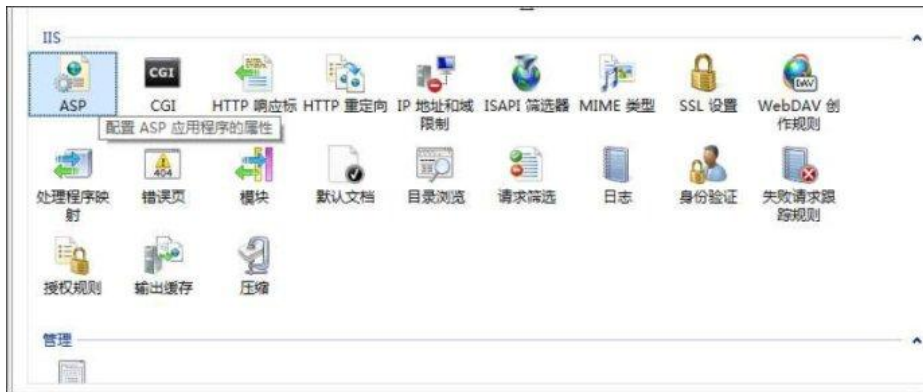 IIS
ASP
CGI
HTTP 响应标
HTTP 重定向
IP 地址和域
限制
ISAPI 筛选器
MIME 类型
SSL 设置
WebDAV 创
作规则
配置 ASP 应用程序的属性
处理程序映
射
错误页
模块
默认文档
目录浏览
请求筛选
日志
身份验证
失败请求跟
踪规则
授权规则
输出缓存
压缩
管理
CGI
404
DAV